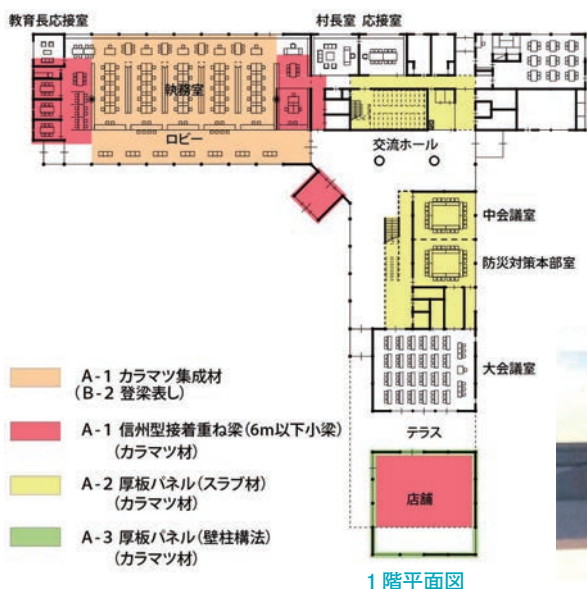 教育長応接室
村長室 応接室
執務室
ロビー
交流ホール
中会議室
防災対策本部室
大会議室
テラス
店舗
A-1 カラマツ集成材
(B-2 登梁表し)
A-1 信州型接着重ね梁(6m以下小梁)
(カラマツ材)
A-2 厚板パネル(スラブ材)
(カラマツ材)
A-3 厚板パネル(壁柱構法)
(カラマツ材)
1階平面図